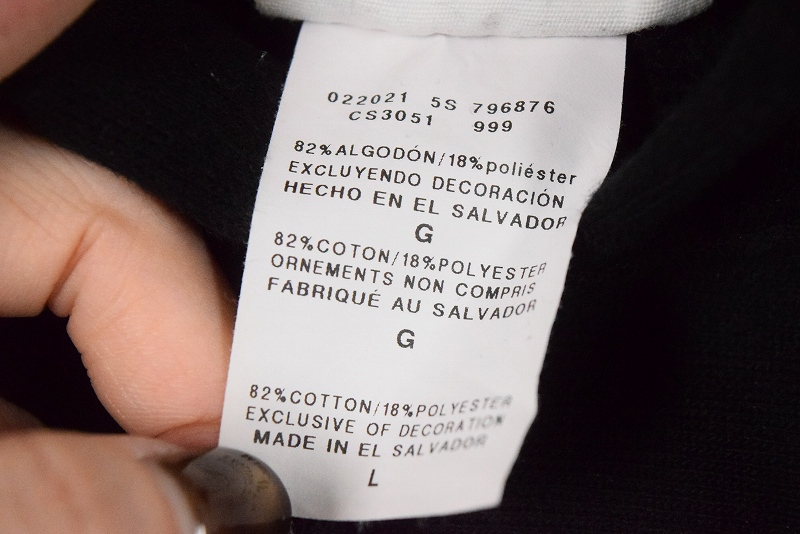 022021 5S 796876
CS3051 999
82%ALGODÓN/18%poliéster
EXCLUYENDO DECORACIÓN
HECHO EN EL SALVADOR
G
82%COTON/18%POLYESTER
ORNEMENTS NON COMPRIS
FABRIQUÉ AU SALVADOR
G
82%COTTON/18%POLYESTER
EXCLUSIVE OF DECORATION
MADE IN EL SALVADOR
L